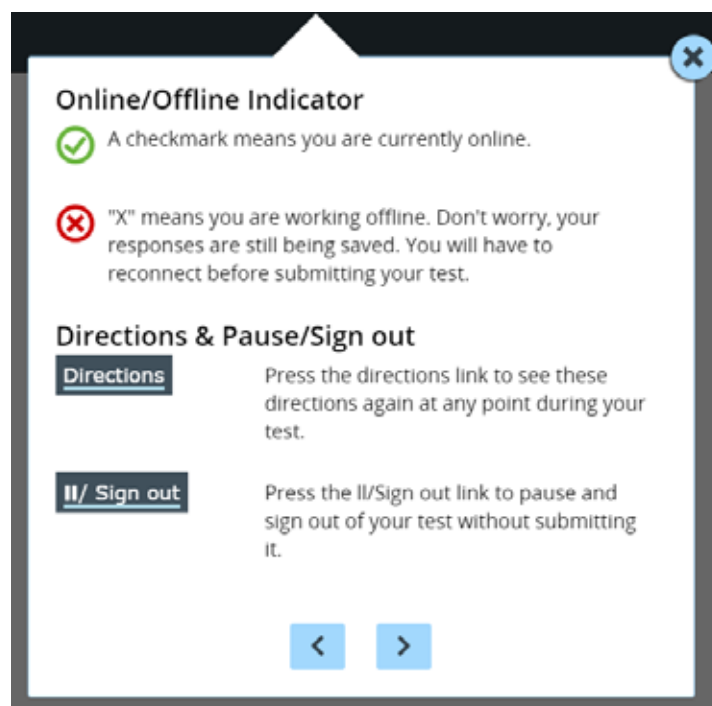 Online/Offline Indicator
A checkmark means you are currently online.
"X" means you are working offline. Don't worry, your
responses are still being saved. You will have to
reconnect before submitting your test.
Directions & Pause/Sign out
Directions
Press the directions link to see these
directions again at any point during your
test.
II/ Sign out
Press the II/Sign out link to pause and
sign out of your test without submitting
it.